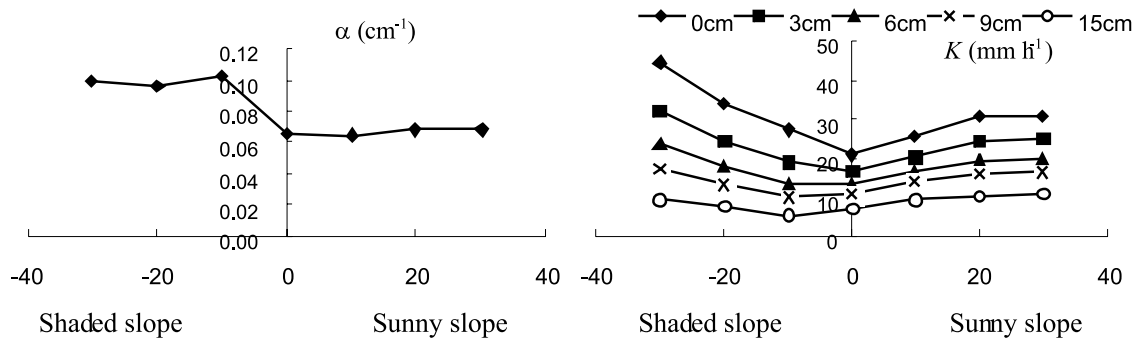 α (cm⁻¹)
0.12
0.10
0.08
0.06
0.04
0.02
0.00
-40
-20
0
20
40
Shaded slope
Sunny slope
0cm
3cm
6cm
9cm
15cm
K (mm h⁻¹)
50
40
30
20
10
0
-40
-20
0
20
40
Shaded slope
Sunny slope